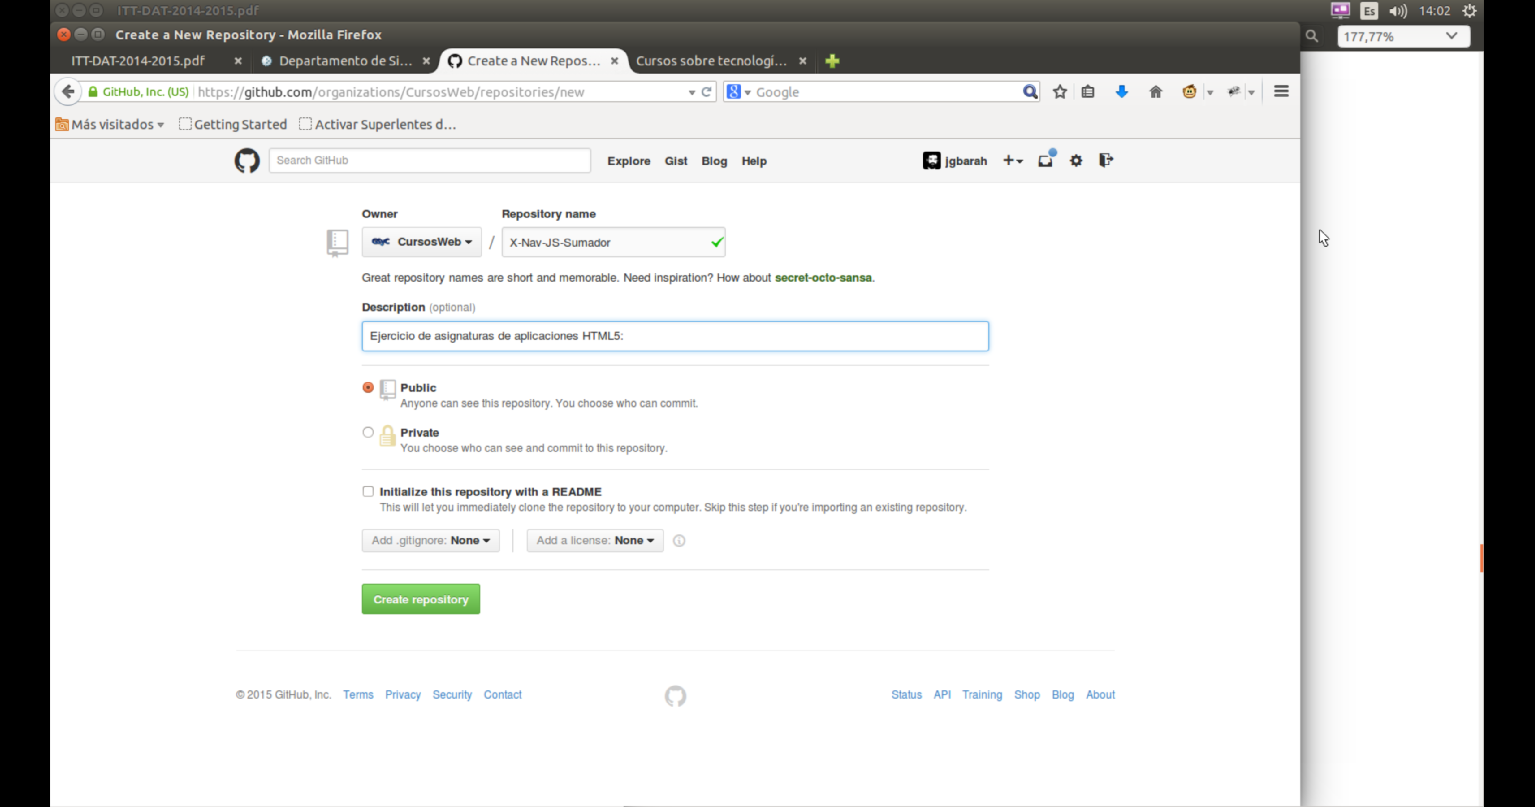 ITT-DAT-2014-2015.pdf
Es 14:02
Create a New Repository - Mozilla Firefox
177,77%
ITT-DAT-2014-2015.pdf × Departamento de Si... × Create a New Repos... × Cursos sobre tecnologí... ×
GitHub, Inc. (US) https://github.com/organizations/CursosWeb/repositories/new
Google
Más visitados Getting Started Activar Superlentes d...
Search GitHub
Explore Gist Blog Help
jgbarah
Owner Repository name
CursosWeb / X-Nav-JS-Sumador
Great repository names are short and memorable. Need inspiration? How about secret-octo-sansa.
Description (optional)
Ejercicio de asignaturas de aplicaciones HTML5:
Public
Anyone can see this repository. You choose who can commit.
Private
You choose who can see and commit to this repository.
Initialize this repository with a README
This will let you immediately clone the repository to your computer. Skip this step if you're importing an existing repository.
Add .gitignore: None Add a license: None
Create repository
© 2015 GitHub, Inc. Terms Privacy Security Contact
Status API Training Shop Blog About